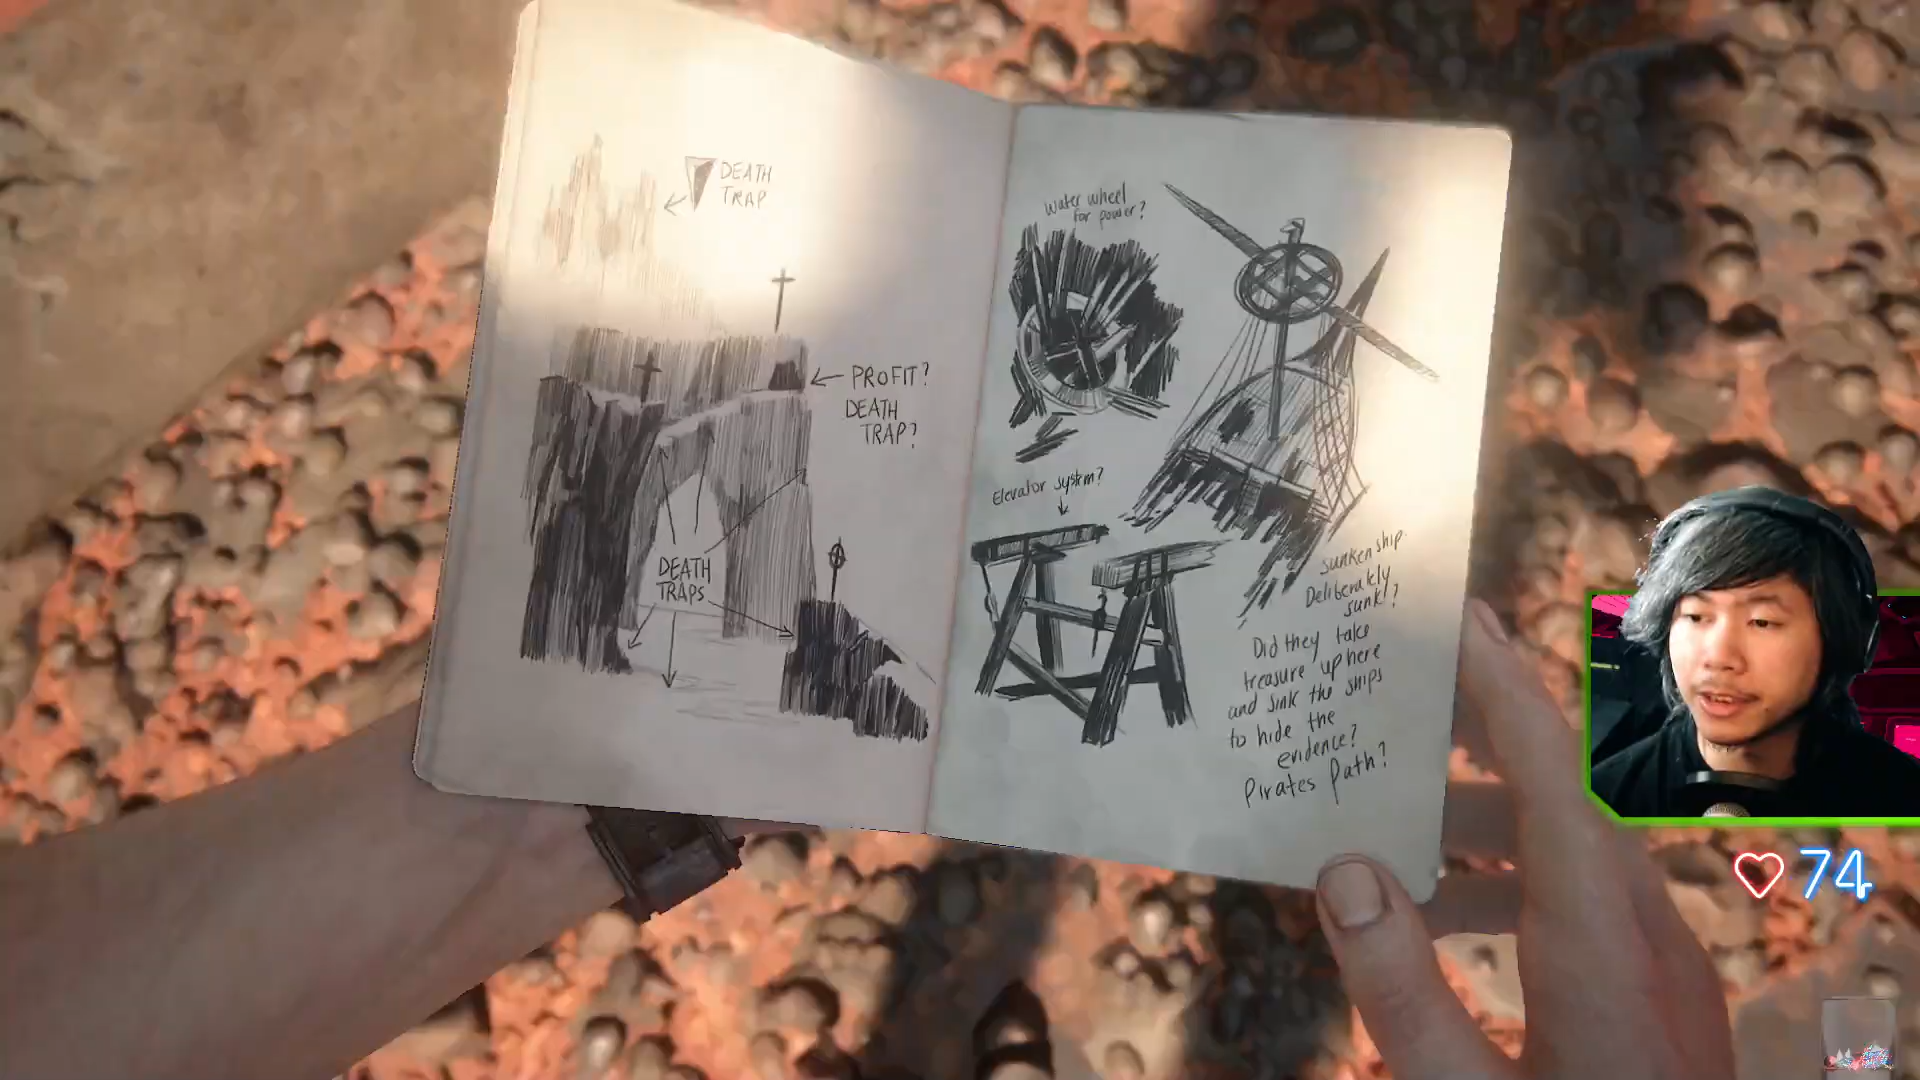 DEATH
TRAP
PROFIT?
DEATH
TRAP?
DEATH
TRAPS
Water wheel
for power?
Elevator system?
Sunken ship
Deliberately
sunk!?
Did they take
treasure up here
and sink the ships
to hide the
evidence?
Pirates Path?
74